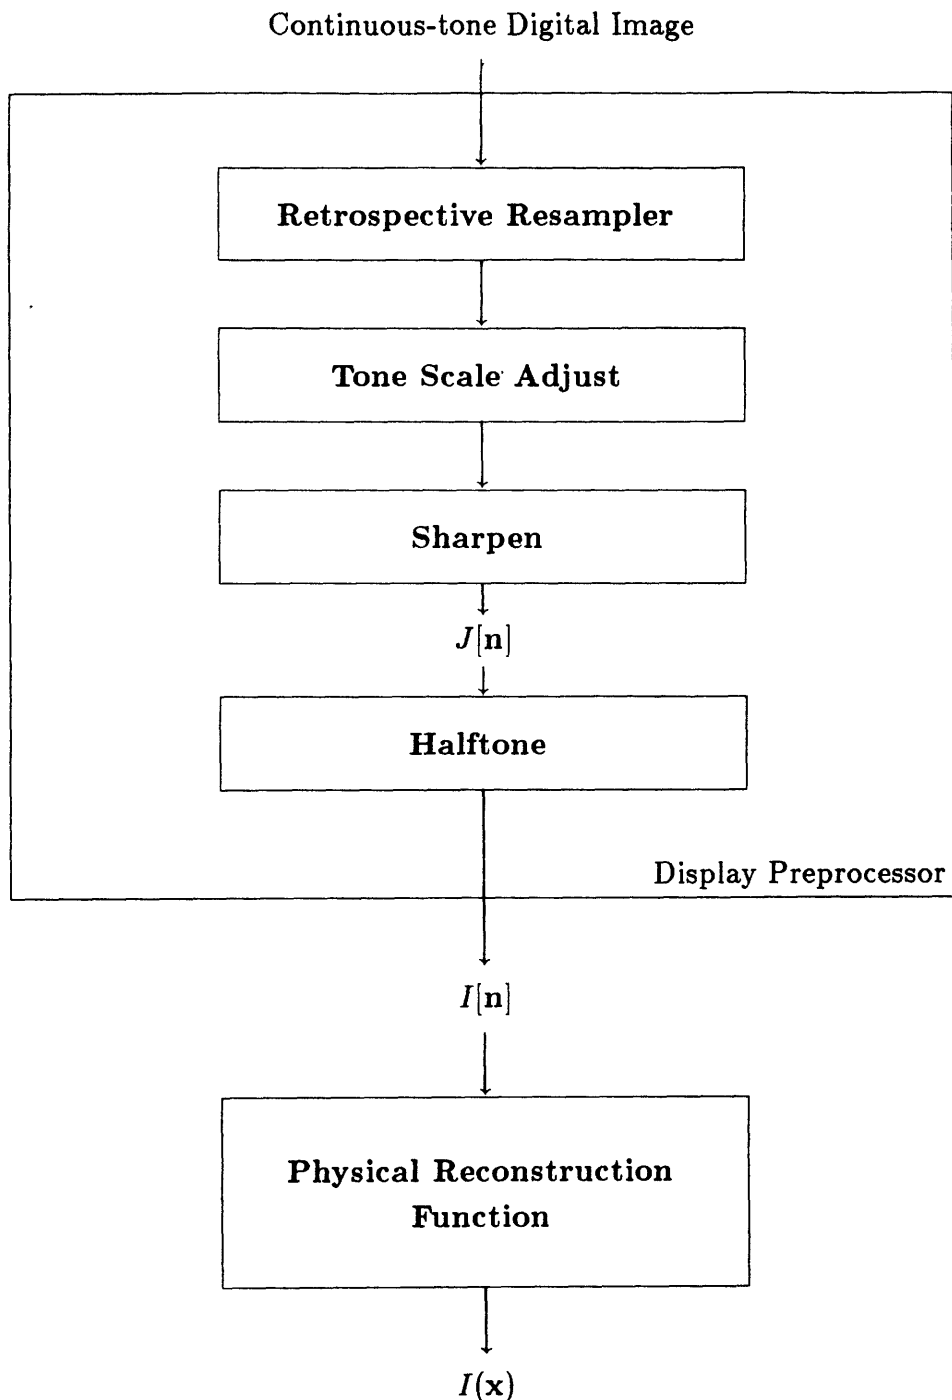 Continuous-tone Digital Image
Retrospective Resampler
Tone Scale Adjust
Sharpen
J[n]
Halftone
Display Preprocessor
I[n]
Physical Reconstruction
Function
I(x)